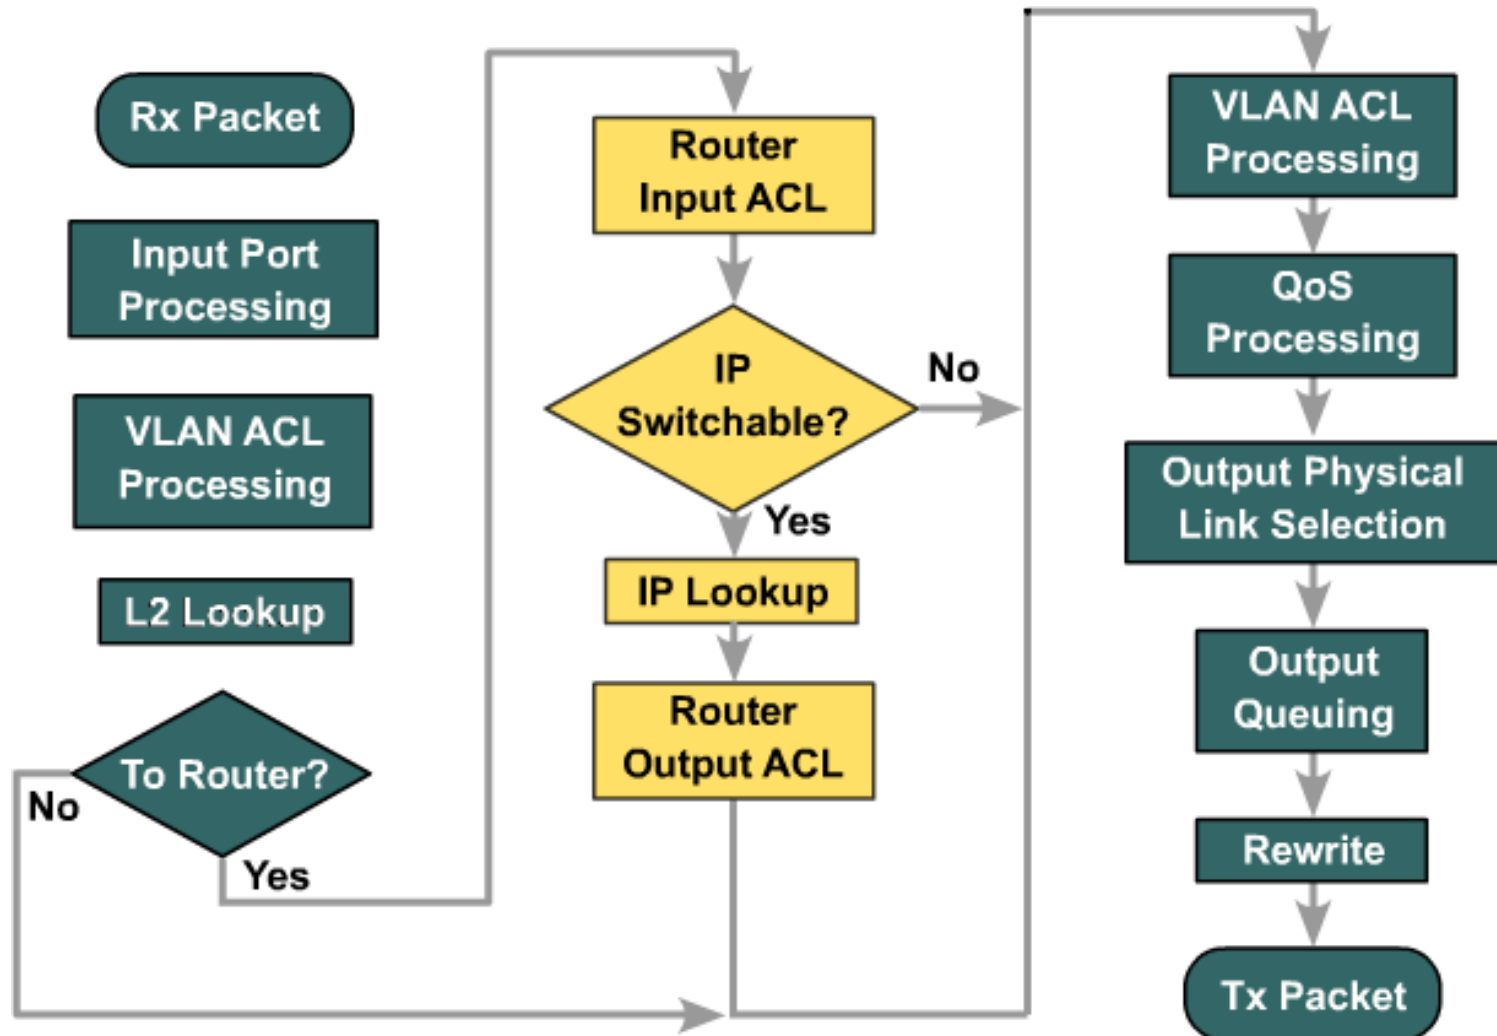 Rx Packet
Input Port
Processing
VLAN ACL
Processing
L2 Lookup
To Router?
No
Yes
Router
Input ACL
IP
Switchable?
No
Yes
IP Lookup
Router
Output ACL
VLAN ACL
Processing
QoS
Processing
Output Physical
Link Selection
Output
Queuing
Rewrite
Tx Packet